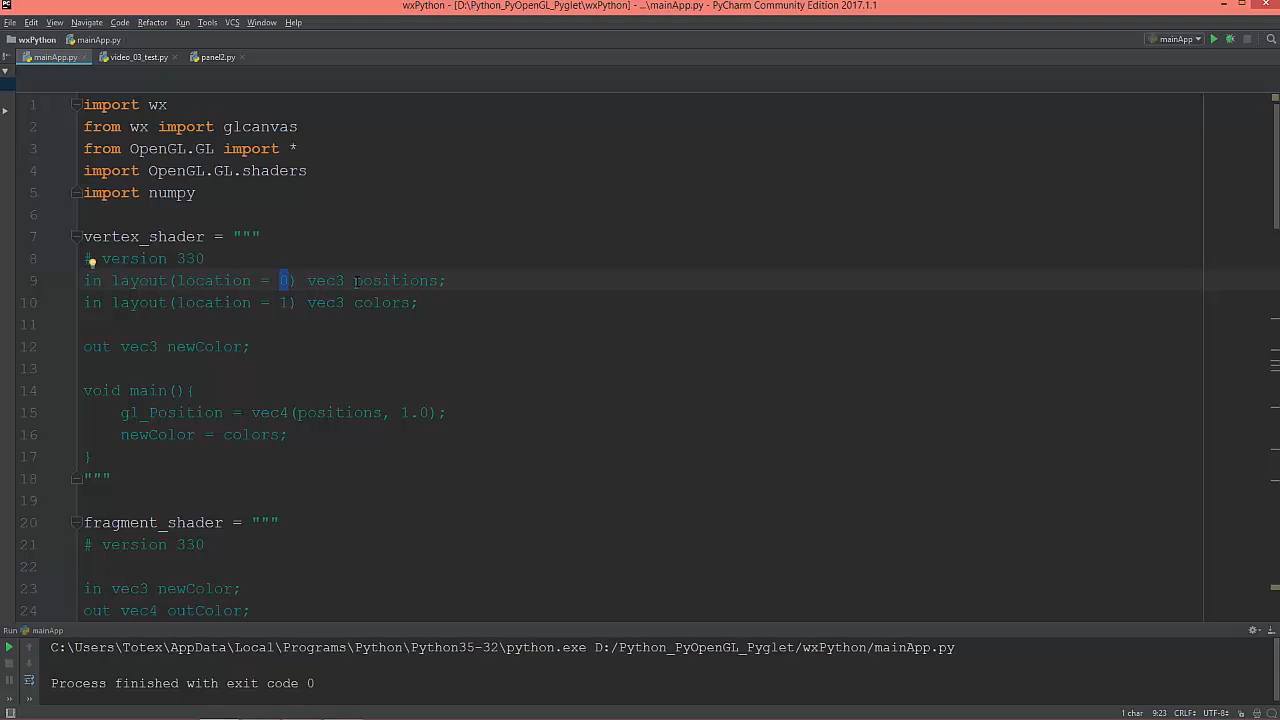 wxPython - [D:\Python_PyOpenGL_Pyglet\wxPython] - ...\mainApp.py - PyCharm Community Edition 2017.1.1
File Edit View Navigate Code Refactor Run Tools VCS Window Help
wxPython mainApp.py mainApp
mainApp.py video_03_test.py panel2.py
1 import wx
2 from wx import glcanvas
3 from OpenGL.GL import *
4 import OpenGL.GL.shaders
5 import numpy
6
7 vertex_shader = """
8 # version 330
9 in layout(location = 0) vec3 positions;
10 in layout(location = 1) vec3 colors;
11
12 out vec3 newColor;
13
14 void main(){
15 gl_Position = vec4(positions, 1.0);
16 newColor = colors;
17 }
18 """
19
20 fragment_shader = """
21 # version 330
22
23 in vec3 newColor;
24 out vec4 outColor;
Run mainApp
C:\Users\Totex\AppData\Local\Programs\Python\Python35-32\python.exe D:/Python_PyOpenGL_Pyglet/wxPython/mainApp.py
Process finished with exit code 0
1 char 9:23 CRLF÷ UTF-8÷